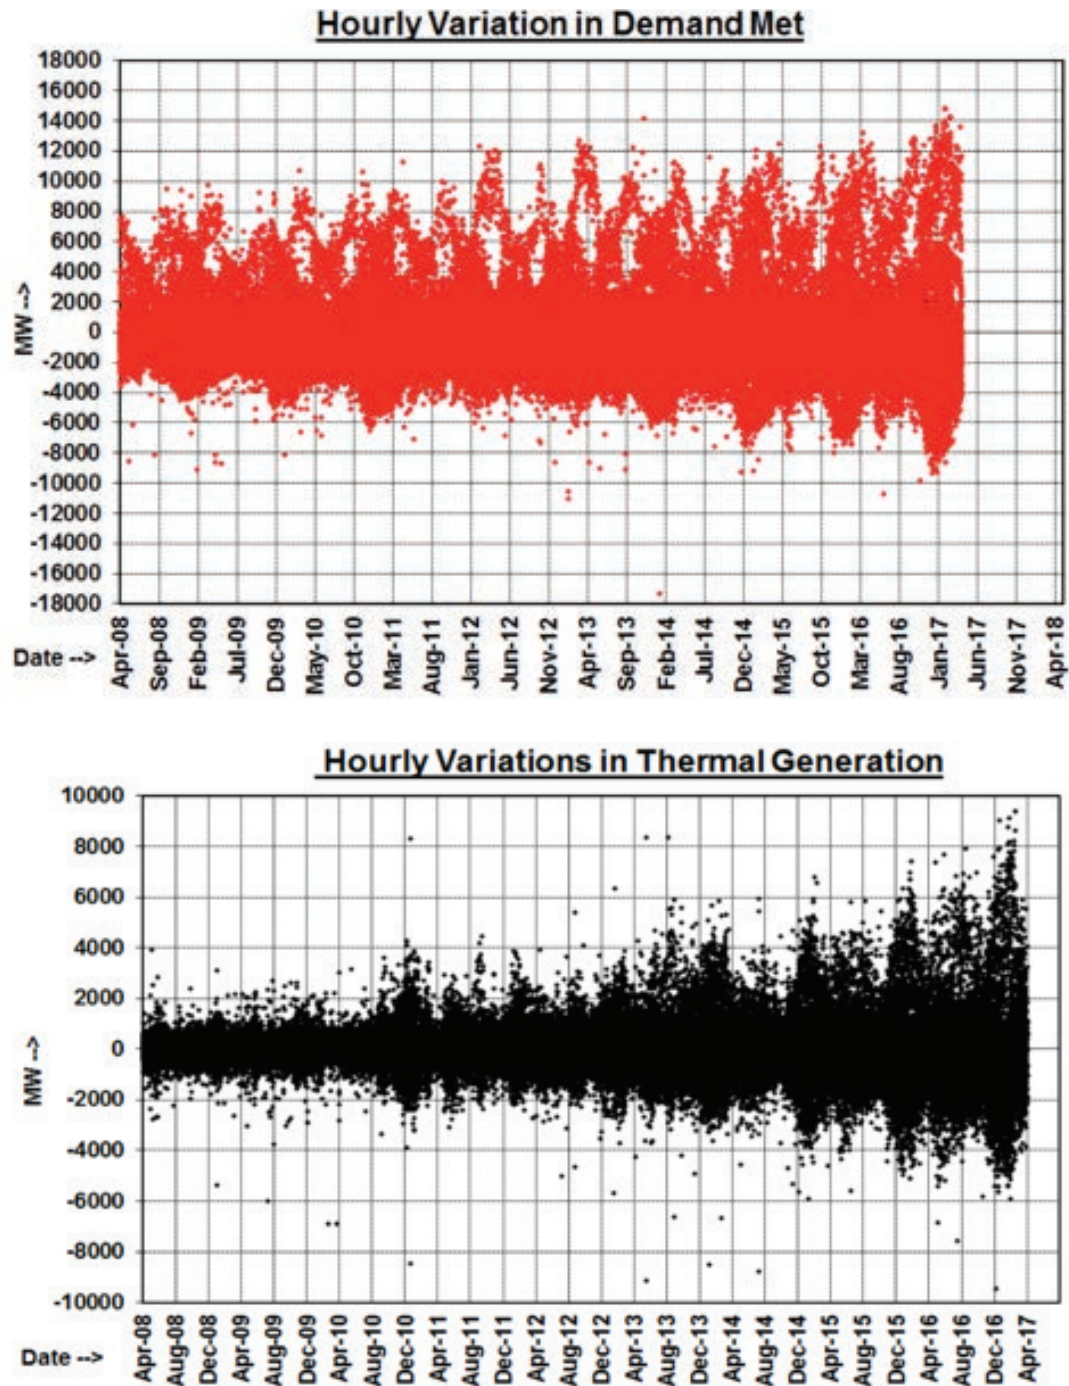 Hourly Variation in Demand Met
18000
16000
14000
12000
10000
8000
6000
4000
2000
0
-2000
-4000
-6000
-8000
-10000
-12000
-14000
-16000
-18000
MW -->
Date -->
Apr-08
Sep-08
Feb-09
Jul-09
Dec-09
May-10
Oct-10
Mar-11
Aug-11
Jan-12
Jun-12
Nov-12
Apr-13
Sep-13
Feb-14
Jul-14
Dec-14
May-15
Oct-15
Mar-16
Aug-16
Jan-17
Jun-17
Nov-17
Apr-18
Hourly Variations in Thermal Generation
10000
8000
6000
4000
2000
0
-2000
-4000
-6000
-8000
-10000
MW -->
Date -->
Apr-08
Aug-08
Dec-08
Apr-09
Aug-09
Dec-09
Apr-10
Aug-10
Dec-10
Apr-11
Aug-11
Dec-11
Apr-12
Aug-12
Dec-12
Apr-13
Aug-13
Dec-13
Apr-14
Aug-14
Dec-14
Apr-15
Aug-15
Dec-15
Apr-16
Aug-16
Dec-16
Apr-17